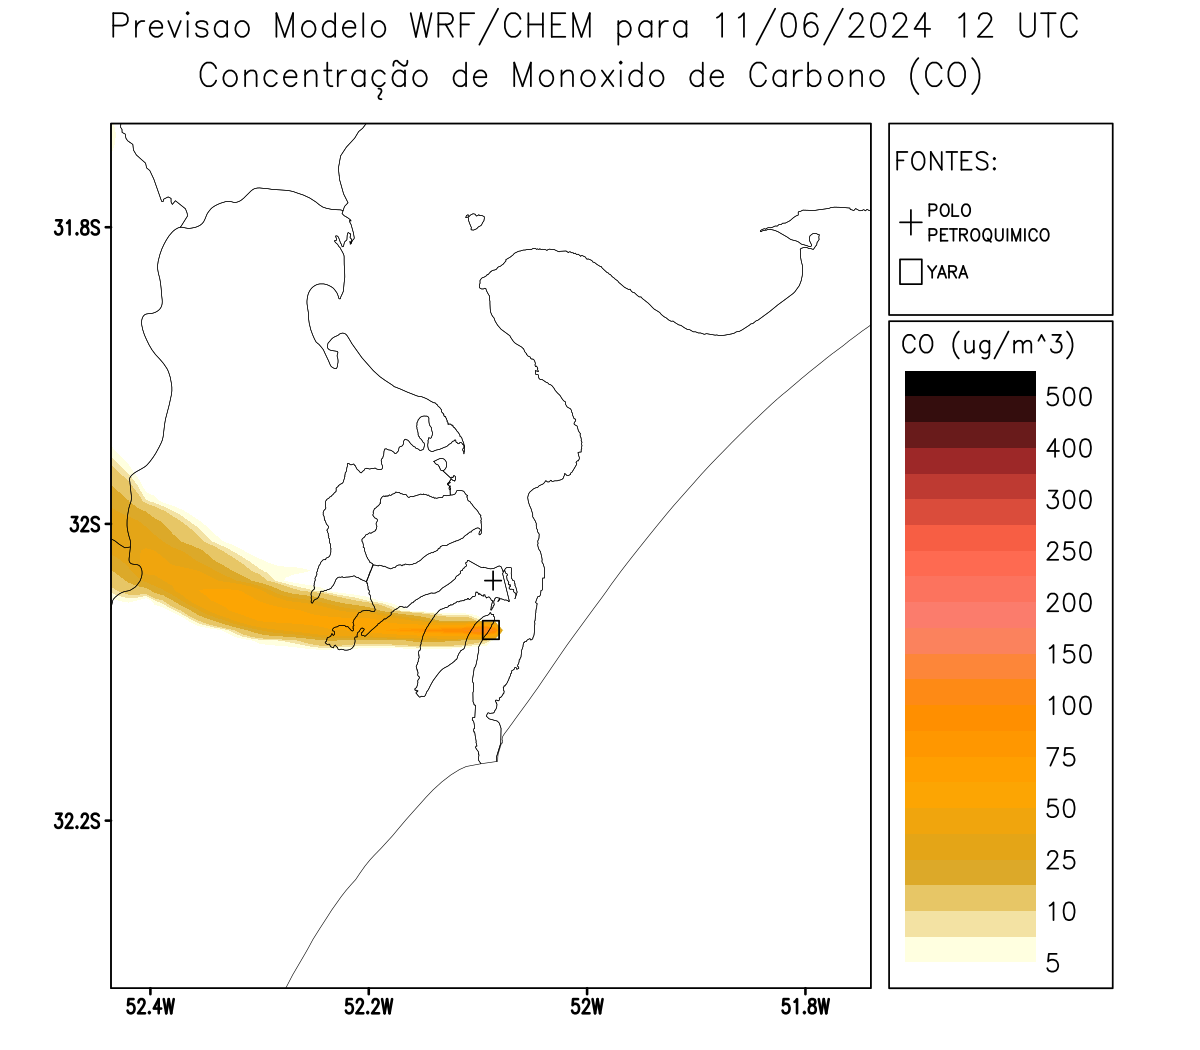 Previsao Modelo WRF/CHEM para 11/06/2024 12 UTC
Concentração de Monoxido de Carbono (CO)
FONTES:
POLO
PETROQUIMICO
YARA
CO (ug/m^3)
500
400
300
250
200
150
100
75
50
25
10
5
31.8S
32S
32.2S
52.4W
52.2W
52W
51.8W